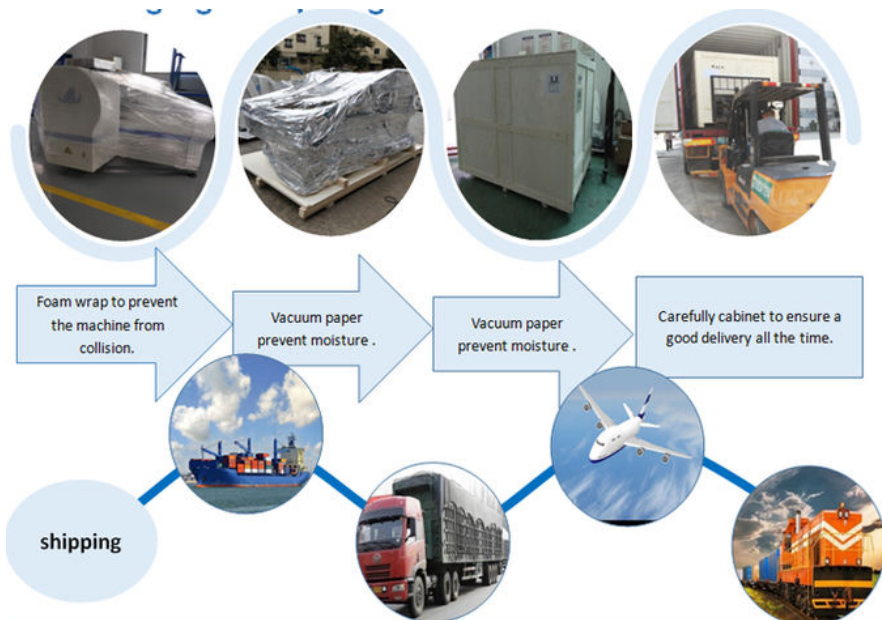 Foam wrap to prevent
the machine from
collision.
Vacuum paper
prevent moisture .
Vacuum paper
prevent moisture .
Carefully cabinet to ensure a
good delivery all the time.
shipping